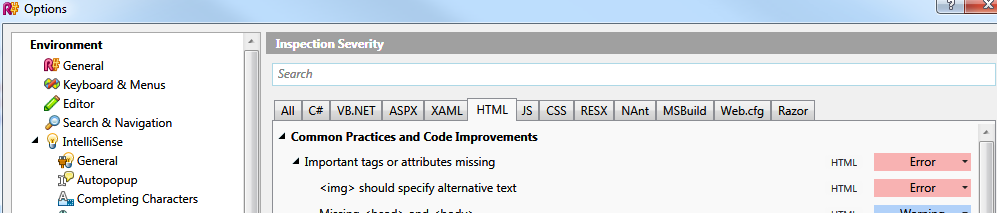 R# Options
Environment
Inspection Severity
R# General
Search
Keyboard & Menus
Editor
All C# VB.NET ASPX XAML HTML JS CSS RESX NAnt MSBuild Web.cfg Razor
Search & Navigation
Common Practices and Code Improvements
IntelliSense
General
Important tags or attributes missing HTML Error
Autopopup
<img> should specify alternative text HTML Error
Completing Characters
Missing <head> and <body> HTML Warning